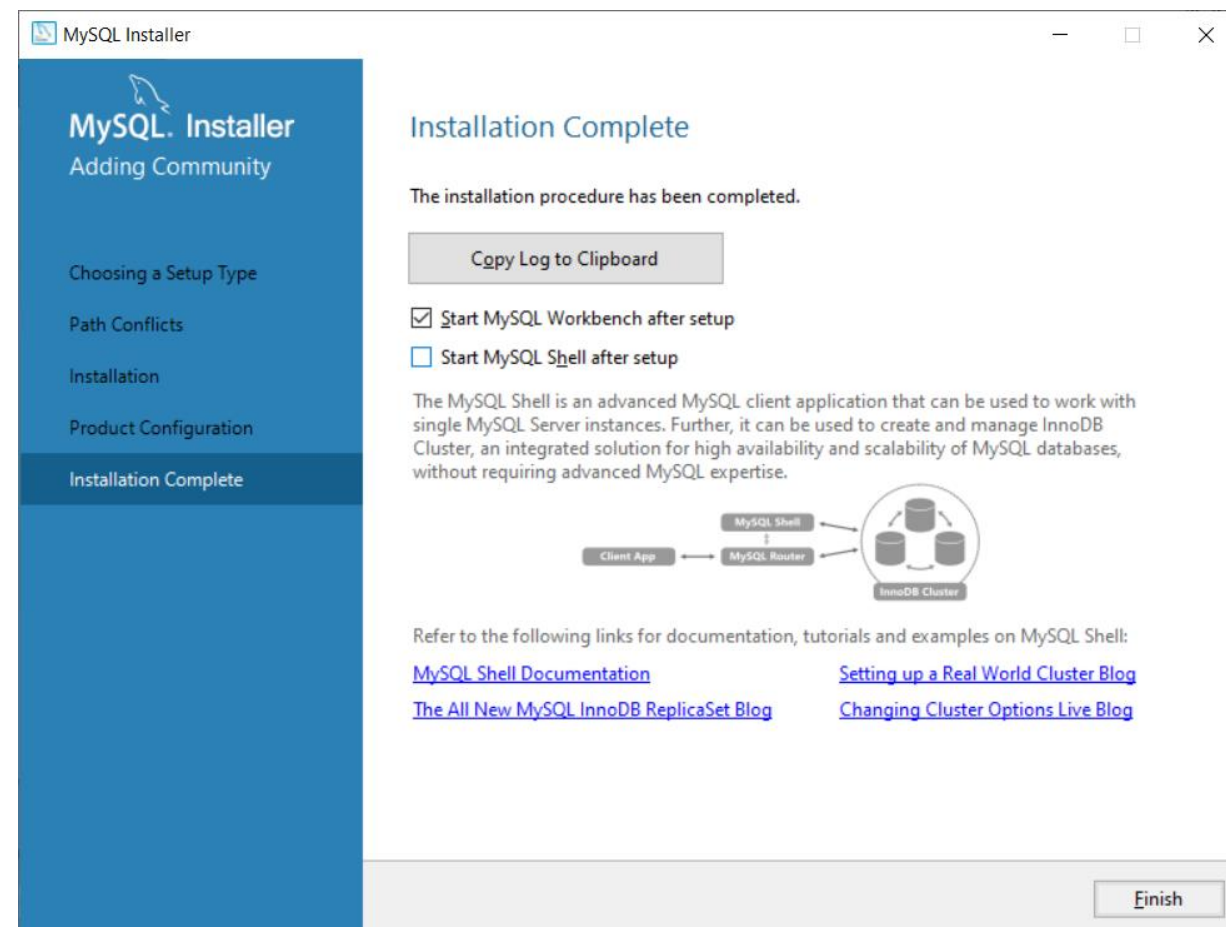 MySQL Installer
MySQL. Installer
Adding Community
Choosing a Setup Type
Path Conflicts
Installation
Product Configuration
Installation Complete
Installation Complete
The installation procedure has been completed.
Copy Log to Clipboard
Start MySQL Workbench after setup
Start MySQL Shell after setup
The MySQL Shell is an advanced MySQL client application that can be used to work with
single MySQL Server instances. Further, it can be used to create and manage InnoDB
Cluster, an integrated solution for high availability and scalability of MySQL databases,
without requiring advanced MySQL expertise.
MySQL Shell
Client App
MySQL Router
InnoDB Cluster
Refer to the following links for documentation, tutorials and examples on MySQL Shell:
MySQL Shell Documentation
Setting up a Real World Cluster Blog
The All New MySQL InnoDB ReplicaSet Blog
Changing Cluster Options Live Blog
Finish